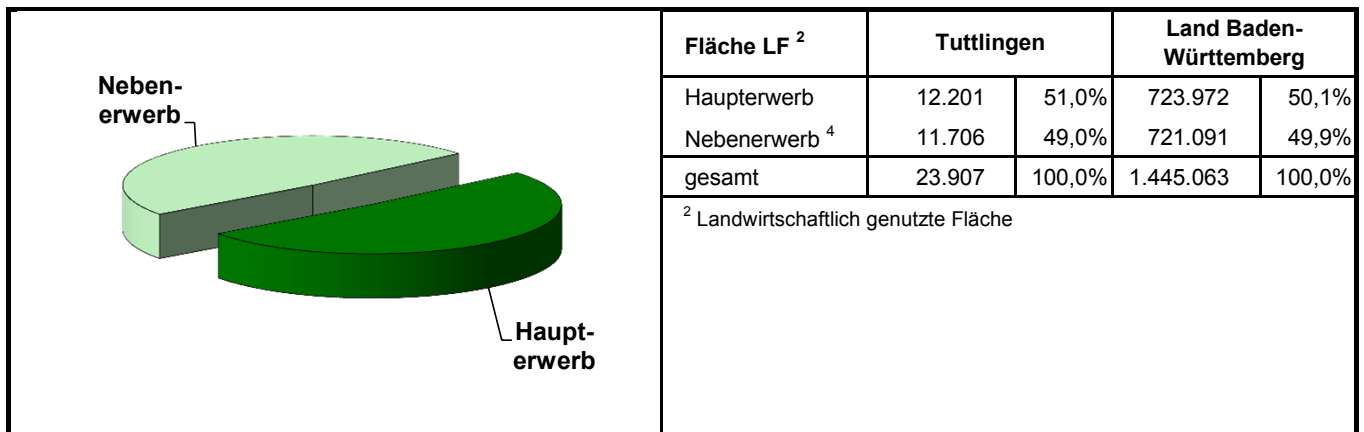 Neben-
erwerb
Haupt-
erwerb
Fläche LF ² Tuttlingen Land Baden-
Württemberg
Haupterwerb 12.201 51,0% 723.972 50,1%
Nebenerwerb ⁴ 11.706 49,0% 721.091 49,9%
gesamt 23.907 100,0% 1.445.063 100,0%
² Landwirtschaftlich genutzte Fläche